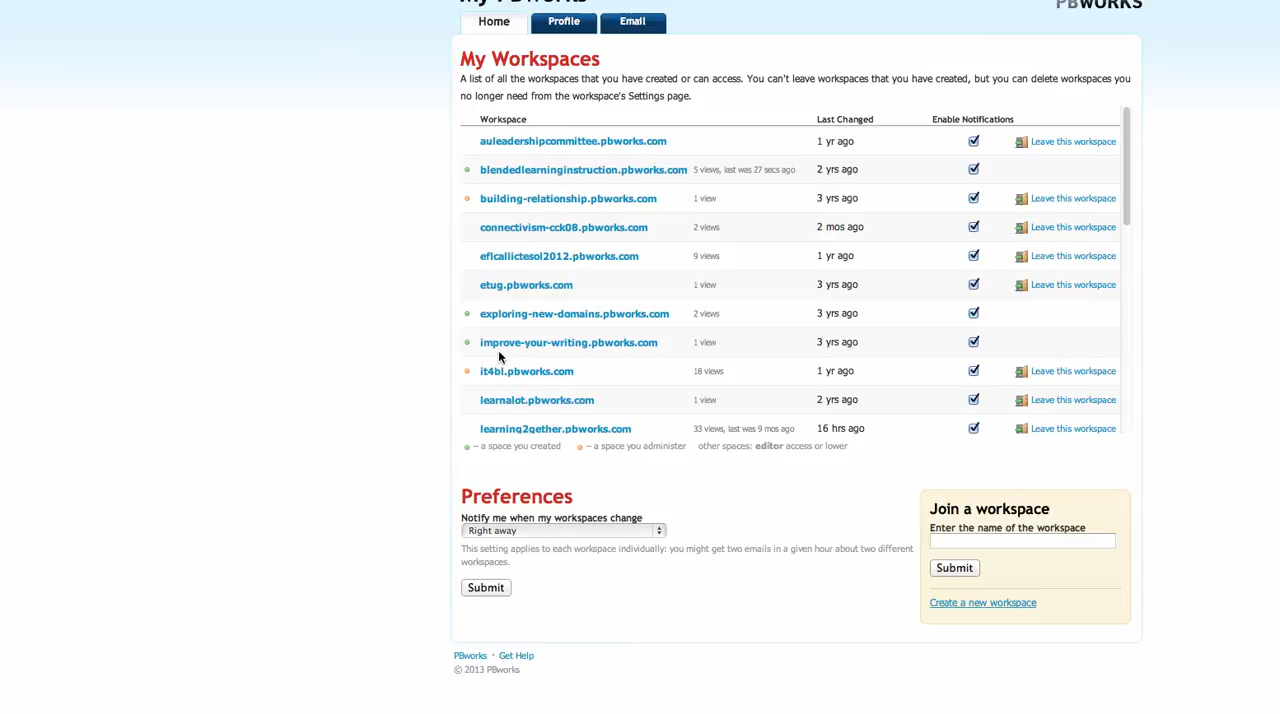 My PBworks
PBWORKS
Home Profile Email
My Workspaces
A list of all the workspaces that you have created or can access. You can't leave workspaces that you have created, but you can delete workspaces you
no longer need from the workspace's Settings page.
Workspace Last Changed Enable Notifications
auleadershipcommittee.pbworks.com 1 yr ago Leave this workspace
blendedlearninginstruction.pbworks.com 5 views, last was 27 secs ago 2 yrs ago
building-relationship.pbworks.com 1 view 3 yrs ago Leave this workspace
connectivism-cck08.pbworks.com 2 views 2 mos ago Leave this workspace
eflcallictesol2012.pbworks.com 9 views 1 yr ago Leave this workspace
etug.pbworks.com 1 view 3 yrs ago Leave this workspace
exploring-new-domains.pbworks.com 2 views 3 yrs ago
improve-your-writing.pbworks.com 1 view 3 yrs ago
it4bl.pbworks.com 18 views 1 yr ago Leave this workspace
learnalot.pbworks.com 1 view 2 yrs ago Leave this workspace
learning2gether.pbworks.com 33 views, last was 9 mos ago 16 hrs ago Leave this workspace
– a space you created – a space you administer other spaces: editor access or lower
Preferences
Notify me when my workspaces change
Right away
This setting applies to each workspace individually: you might get two emails in a given hour about two different
workspaces.
Submit
Join a workspace
Enter the name of the workspace
Submit
Create a new workspace
PBworks · Get Help
© 2013 PBworks